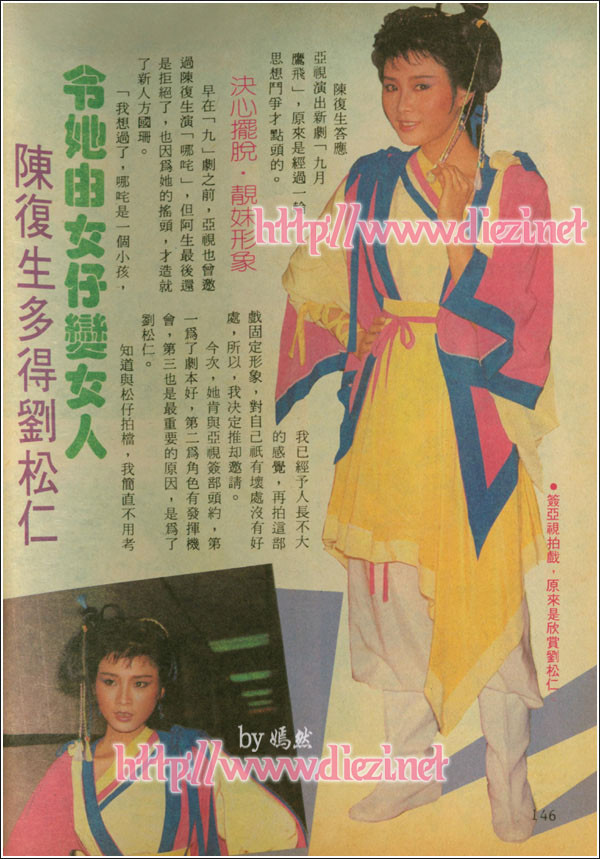 令她由女仔變女人
陳復生多得劉松仁
陳復生答應
亞視演出新劇「九月
鷹飛」，原來是經過一輪
思想鬥爭才點頭的。
決心擺脫·靚妹形象
早在「九」劇之前，亞視也曾邀
過陳復生演「哪咤」，但阿生最後還
是拒絕了，也因爲她的搖頭，才造就
了新人方國珊。
「我想過了，哪咤是一個小孩，
我已經予人長不大
的感覺，再拍這部
戲固定形象，對自己祇有壞處沒有好
處，所以，我决定推却邀請。
今次，她肯與亞視簽部頭約，第
一爲了劇本好，第二爲角色有發揮機
會，第三也是最重要的原因，是爲了
劉松仁。
知道與松仔拍檔，我簡直不用考
●簽亞視拍戲，原來是欣賞劉松仁
http://www.diezi.net
by 嫣然
http://www.diezi.net
146